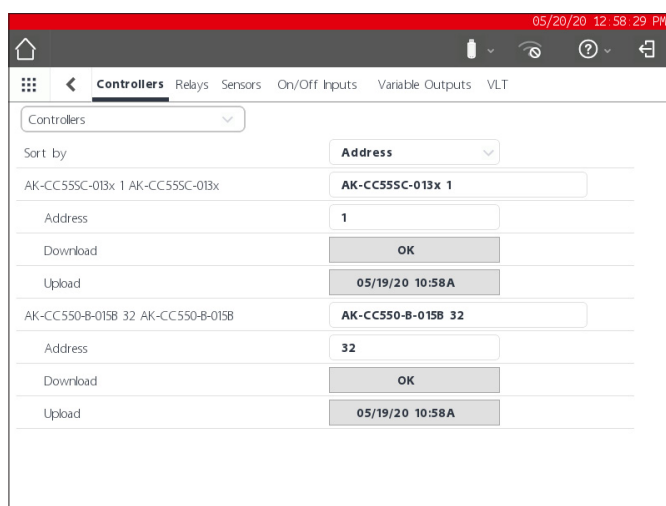 05/20/20 12:58:29 PM
Controllers Relays Sensors On/Off Inputs Variable Outputs VLT
Controllers
Sort by Address
AK-CC55SC-013x 1 AK-CC55SC-013x AK-CC55SC-013x 1
Address 1
Download OK
Upload 05/19/20 10:58A
AK-CC550-B-015B 32 AK-CC550-B-015B AK-CC550-B-015B 32
Address 32
Download OK
Upload 05/19/20 10:58A